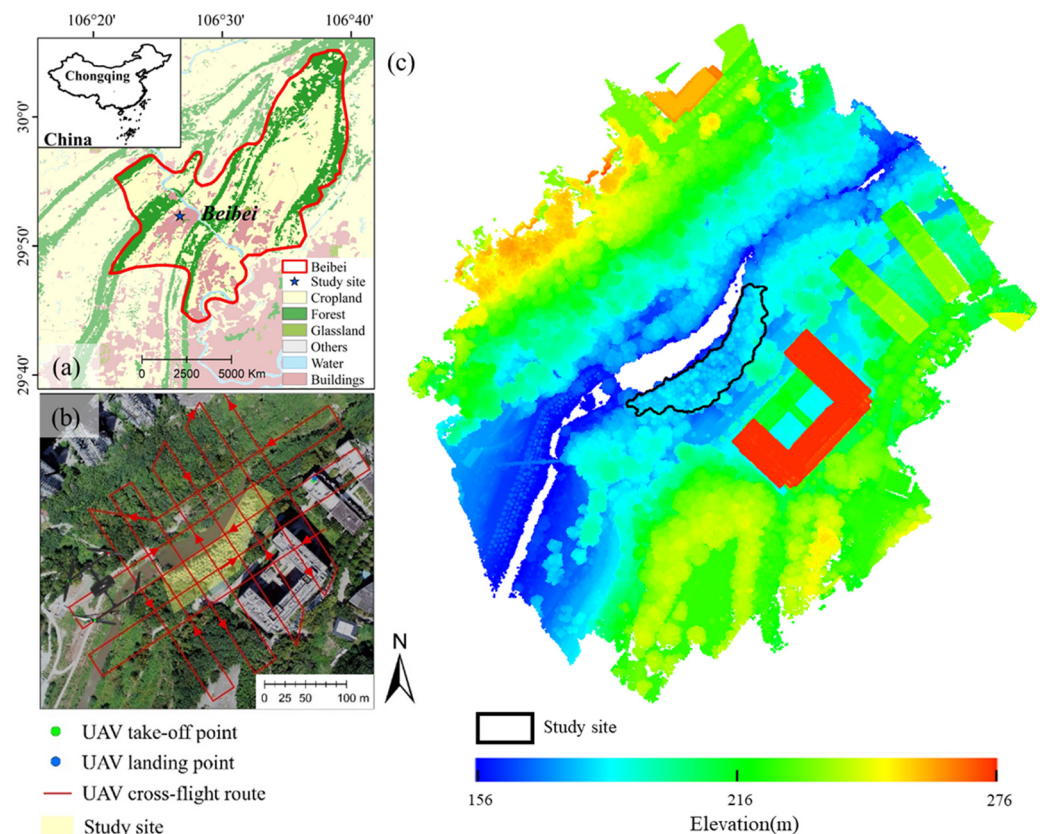 106°20'
106°30'
106°40'
30°0'
29°50'
29°40'
Chongqing
China
Beibei
Beibei
Study site
Cropland
Forest
Glassland
Others
Water
Buildings
0 2500 5000 Km
(a)
(b)
0 25 50 100 m
N
UAV take-off point
UAV landing point
UAV cross-flight route
Study site
(c)
Study site
156 216 276
Elevation(m)